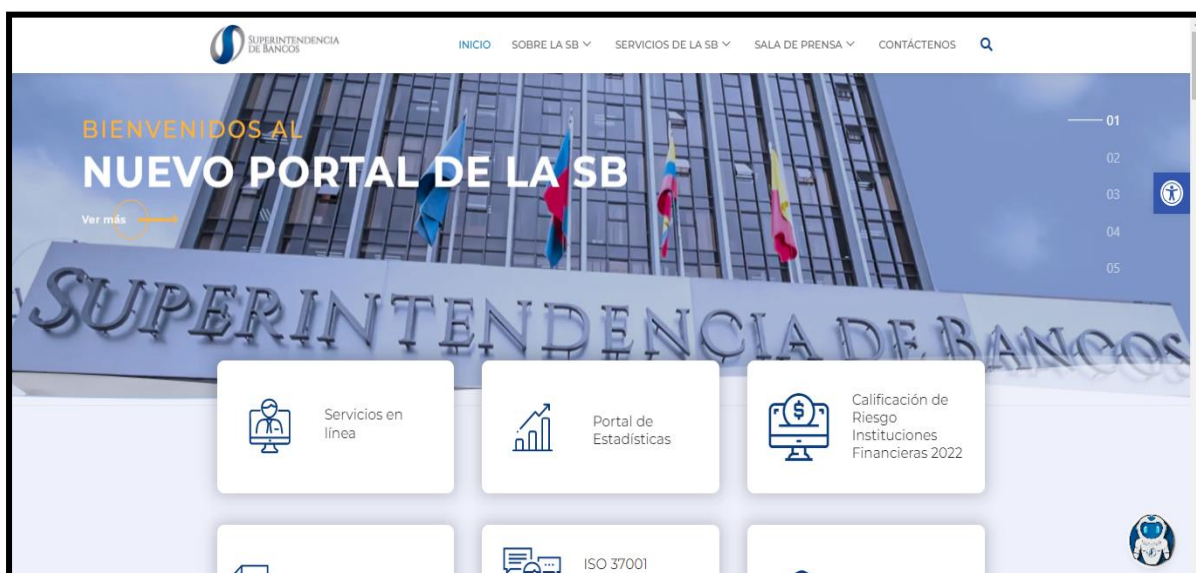 SUPERINTENDENCIA
DE BANCOS
INICIO SOBRE LA SB SERVICIOS DE LA SB SALA DE PRENSA CONTÁCTENOS
BIENVENIDOS AL
NUEVO PORTAL DE LA SB
Ver más
01
02
03
04
05
SUPERINTENDENCIA DE BANCOS
Servicios en
línea
Portal de
Estadísticas
Calificación de
Riesgo
Instituciones
Financieras 2022
ISO 37001